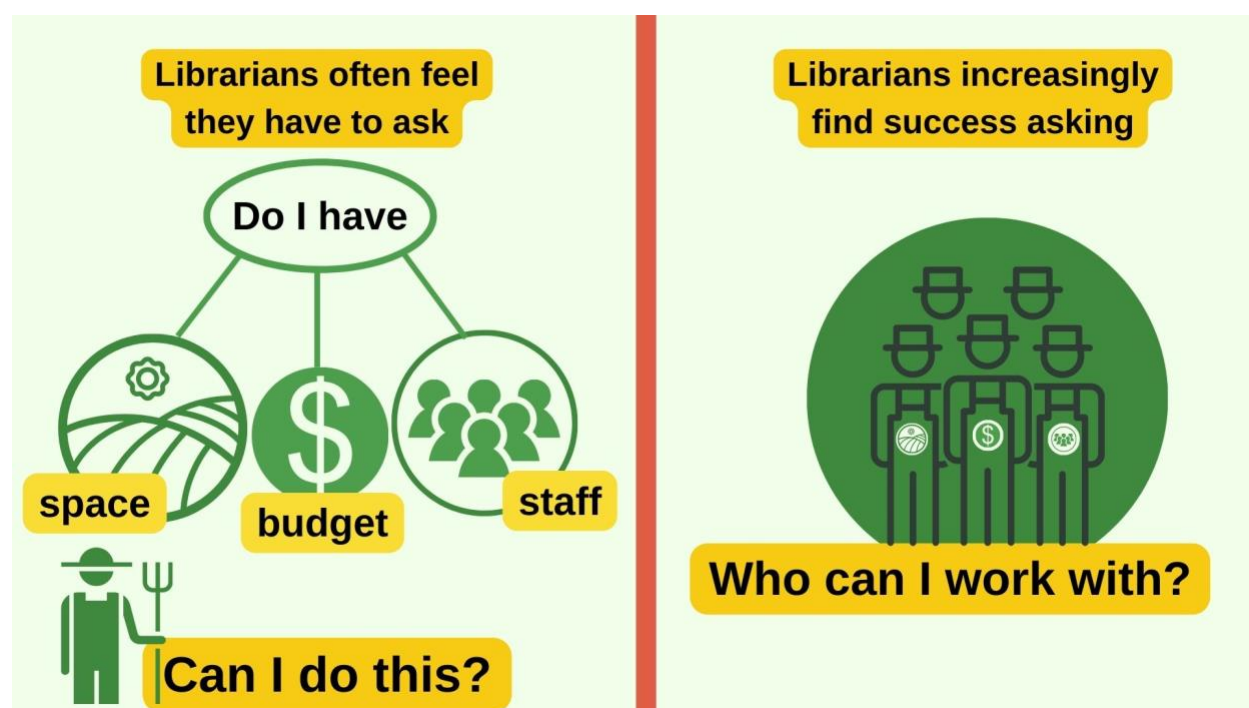 Librarians often feel
they have to ask
Do I have
$
space
budget
staff
Can I do this?
Librarians increasingly
find success asking
$
Who can I work with?